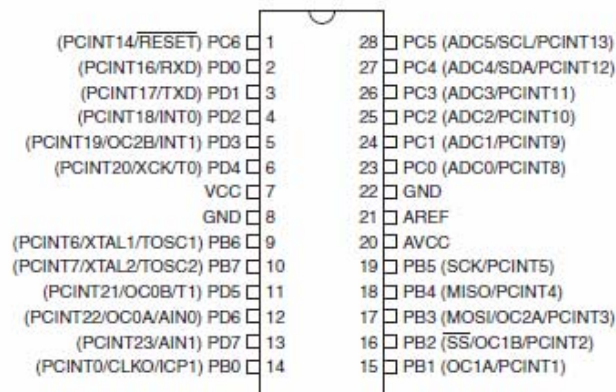 (PCINT14/RESET) PC6 1 28 PC5 (ADC5/SCL/PCINT13)
(PCINT16/RXD) PD0 2 27 PC4 (ADC4/SDA/PCINT12)
(PCINT17/TXD) PD1 3 26 PC3 (ADC3/PCINT11)
(PCINT18/INT0) PD2 4 25 PC2 (ADC2/PCINT10)
(PCINT19/OC2B/INT1) PD3 5 24 PC1 (ADC1/PCINT9)
(PCINT20/XCK/T0) PD4 6 23 PC0 (ADC0/PCINT8)
VCC 7 22 GND
GND 8 21 AREF
(PCINT6/XTAL1/TOSC1) PB6 9 20 AVCC
(PCINT7/XTAL2/TOSC2) PB7 10 19 PB5 (SCK/PCINT5)
(PCINT21/OC0B/T1) PD5 11 18 PB4 (MISO/PCINT4)
(PCINT22/OC0A/AIN0) PD6 12 17 PB3 (MOSI/OC2A/PCINT3)
(PCINT23/AIN1) PD7 13 16 PB2 (SS/OC1B/PCINT2)
(PCINT0/CLKO/ICP1) PB0 14 15 PB1 (OC1A/PCINT1)